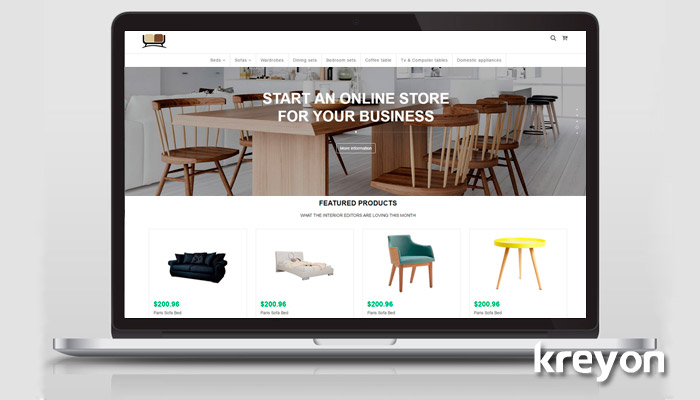 Beds Sofas Wardrobes Dining sets Bedroom sets Coffee table Tv & Computer tables Domestic appliances
START AN ONLINE STORE
FOR YOUR BUSINESS
More information
FEATURED PRODUCTS
WHAT THE INTERIOR EDITORS ARE LOVING THIS MONTH
$200.96 $200.96 $200.96 $200.96
Paris Sofa Bed Paris Sofa Bed Paris Sofa Bed Paris Sofa Bed
kreyon